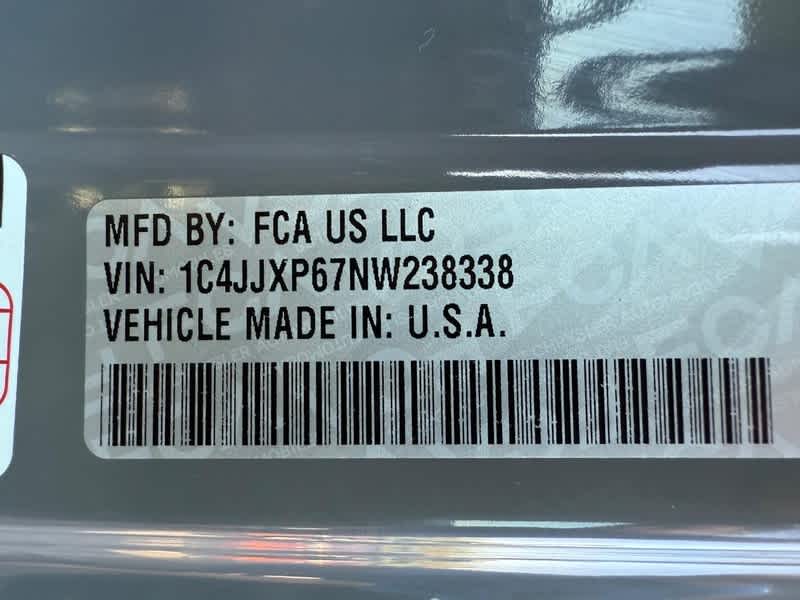 MFD BY: FCA US LLC
VIN: 1C4JJXP67NW238338
VEHICLE MADE IN: U.S.A.